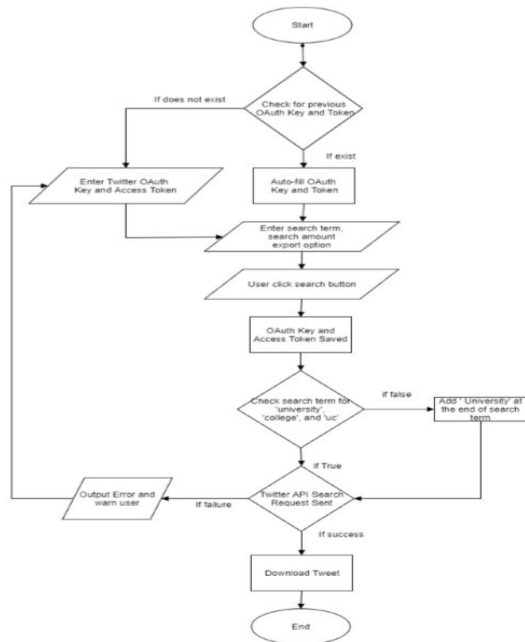 Start
Check for previous
OAuth Key and Token
If does not exist
If exist
Enter Twitter OAuth
Key and Access Token
Auto-fill OAuth
Key and Token
Enter search term,
search amount
export option
User click search button
OAuth Key and
Access Token Saved
Check search term for
'university',
'college', and 'uc'
If false
Add ' University' at
the end of search
term
if True
Twitter API Search
Request Sent
If failure
Output Error and
warn user
If success
Download Tweet
End